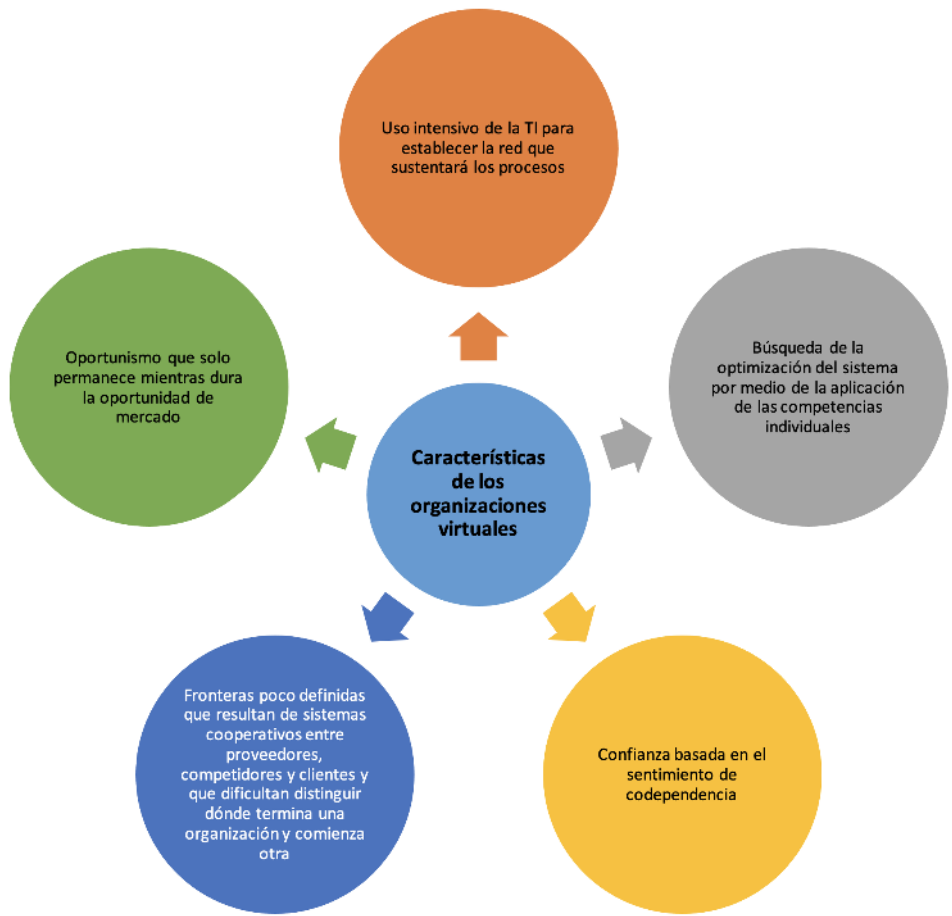 Uso intensivo de la TI para
establecer la red que
sustentará los procesos
Búsqueda de la
optimización del sistema
por medio de la aplicación
de las competencias
individuales
Confianza basada en el
sentimiento de
codependencia
Fronteras poco definidas
que resultan de sistemas
cooperativos entre
proveedores,
competidores y clientes y
que dificultan distinguir
dónde termina una
organización y comienza
otra
Oportunismo que solo
permanece mientras dura
la oportunidad de
mercado
Características
de los
organizaciones
virtuales